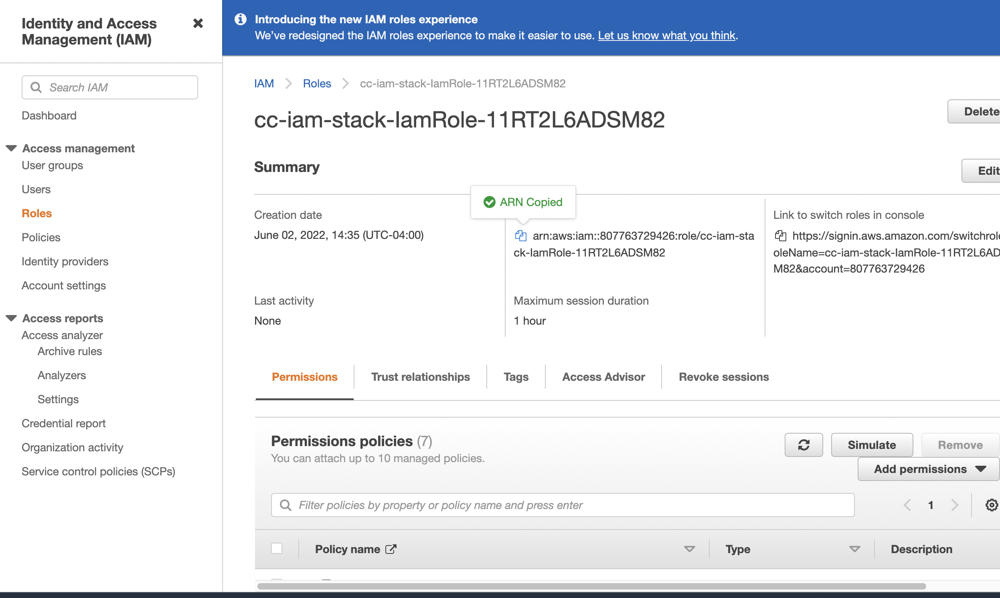 Identity and Access
Management (IAM)
Search IAM
Dashboard
Access management
User groups
Users
Roles
Policies
Identity providers
Account settings
Access reports
Access analyzer
Archive rules
Analyzers
Settings
Credential report
Organization activity
Service control policies (SCPs)
Introducing the new IAM roles experience
We’ve redesigned the IAM roles experience to make it easier to use. Let us know what you think.
IAM Roles cc-iam-stack-IamRole-11RT2L6ADSM82
cc-iam-stack-IamRole-11RT2L6ADSM82
Delete
Summary
Edit
ARN Copied
Creation date
June 02, 2022, 14:35 (UTC-04:00)
arn:aws:iam::807763729426:role/cc-iam-sta
ck-IamRole-11RT2L6ADSM82
Link to switch roles in console
https://signin.aws.amazon.com/switchrole
oleName=cc-iam-stack-IamRole-11RT2L6AD
M82&account=807763729426
Last activity
None
Maximum session duration
1 hour
Permissions
Trust relationships
Tags
Access Advisor
Revoke sessions
Permissions policies (7)
You can attach up to 10 managed policies.
Simulate
Remove
Add permissions
Filter policies by property or policy name and press enter
1
Policy name
Type
Description